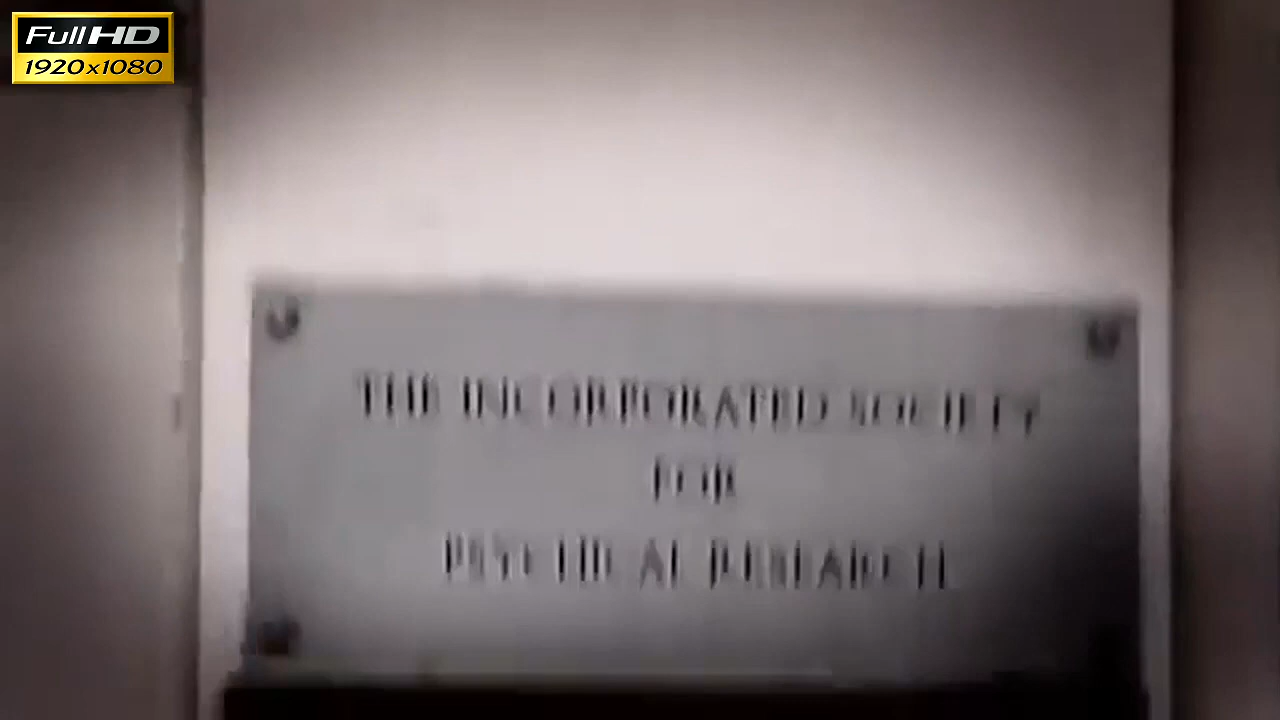 Full HD
1920x1080
THE INCORPORATED SOCIETY
FOR
PSYCHICAL RESEARCH